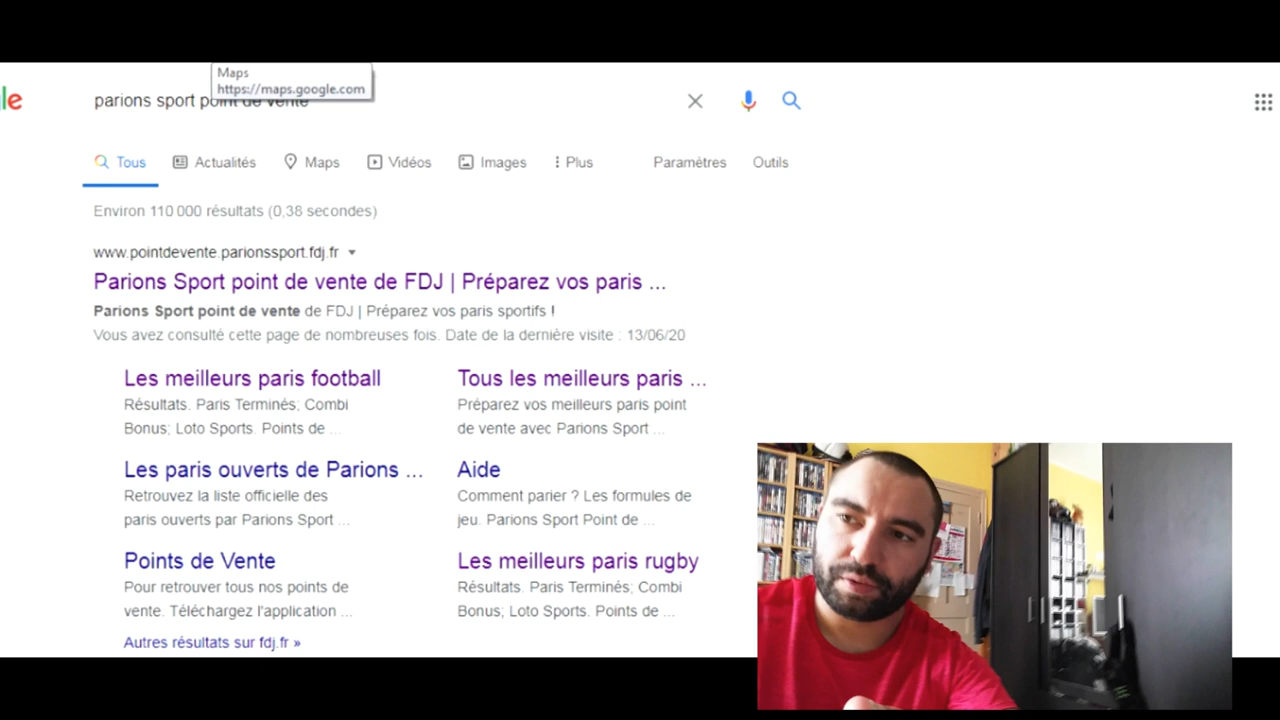 Maps
https://maps.google.com
le
parions sport point de vente
Tous
Actualités
Maps
Vidéos
Images
Plus
Paramètres
Outils
Environ 110 000 résultats (0,38 secondes)
www.pointdevente.parionssport.fdj.fr
Parions Sport point de vente de FDJ | Préparez vos paris ...
Parions Sport point de vente de FDJ | Préparez vos paris sportifs !
Vous avez consulté cette page de nombreuses fois. Date de la dernière visite : 13/06/20
Les meilleurs paris football
Résultats. Paris Terminés; Combi
Bonus; Loto Sports. Points de ...
Tous les meilleurs paris ...
Préparez vos meilleurs paris point
de vente avec Parions Sport ...
Les paris ouverts de Parions ...
Retrouvez la liste officielle des
paris ouverts par Parions Sport ...
Aide
Comment parier ? Les formules de
jeu. Parions Sport Point de ...
Points de Vente
Pour retrouver tous nos points de
vente. Téléchargez l'application ...
Les meilleurs paris rugby
Résultats. Paris Terminés; Combi
Bonus; Loto Sports. Points de ...
Autres résultats sur fdj.fr »